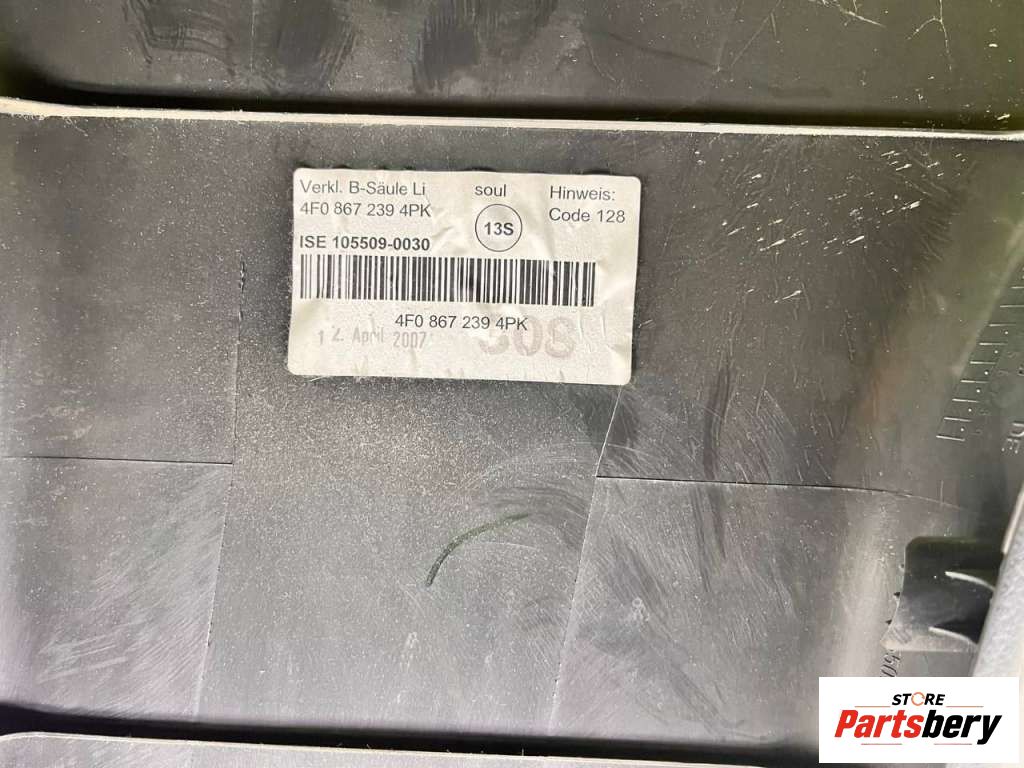 Verkl. B-Säule Li
4F0 867 239 4PK
soul
13S
Hinweis:
Code 128
ISE 105509-0030
4F0 867 239 4PK
12. April 2007
STORE
Partsbery